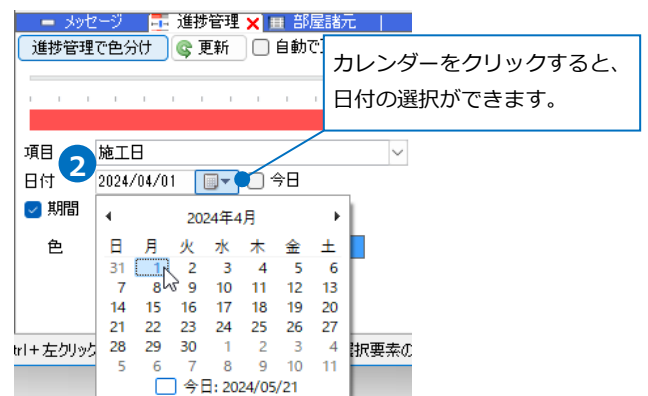 メッセージ 進捗管理 部屋諸元
進捗管理で色分け 更新 自動で
カレンダーをクリックすると、
日付の選択ができます。
項目 施工日
2
日付 2024/04/01 今日
期間
2024年4月
色
日 月 火 水 木 金 土
31 1 2 3 4 5 6
7 8 9 10 11 12 13
14 15 16 17 18 19 20
21 22 23 24 25 26 27
28 29 30 1 2 3 4
5 6 7 8 9 10 11
今日: 2024/05/21
trl+左クリック 選択要素の